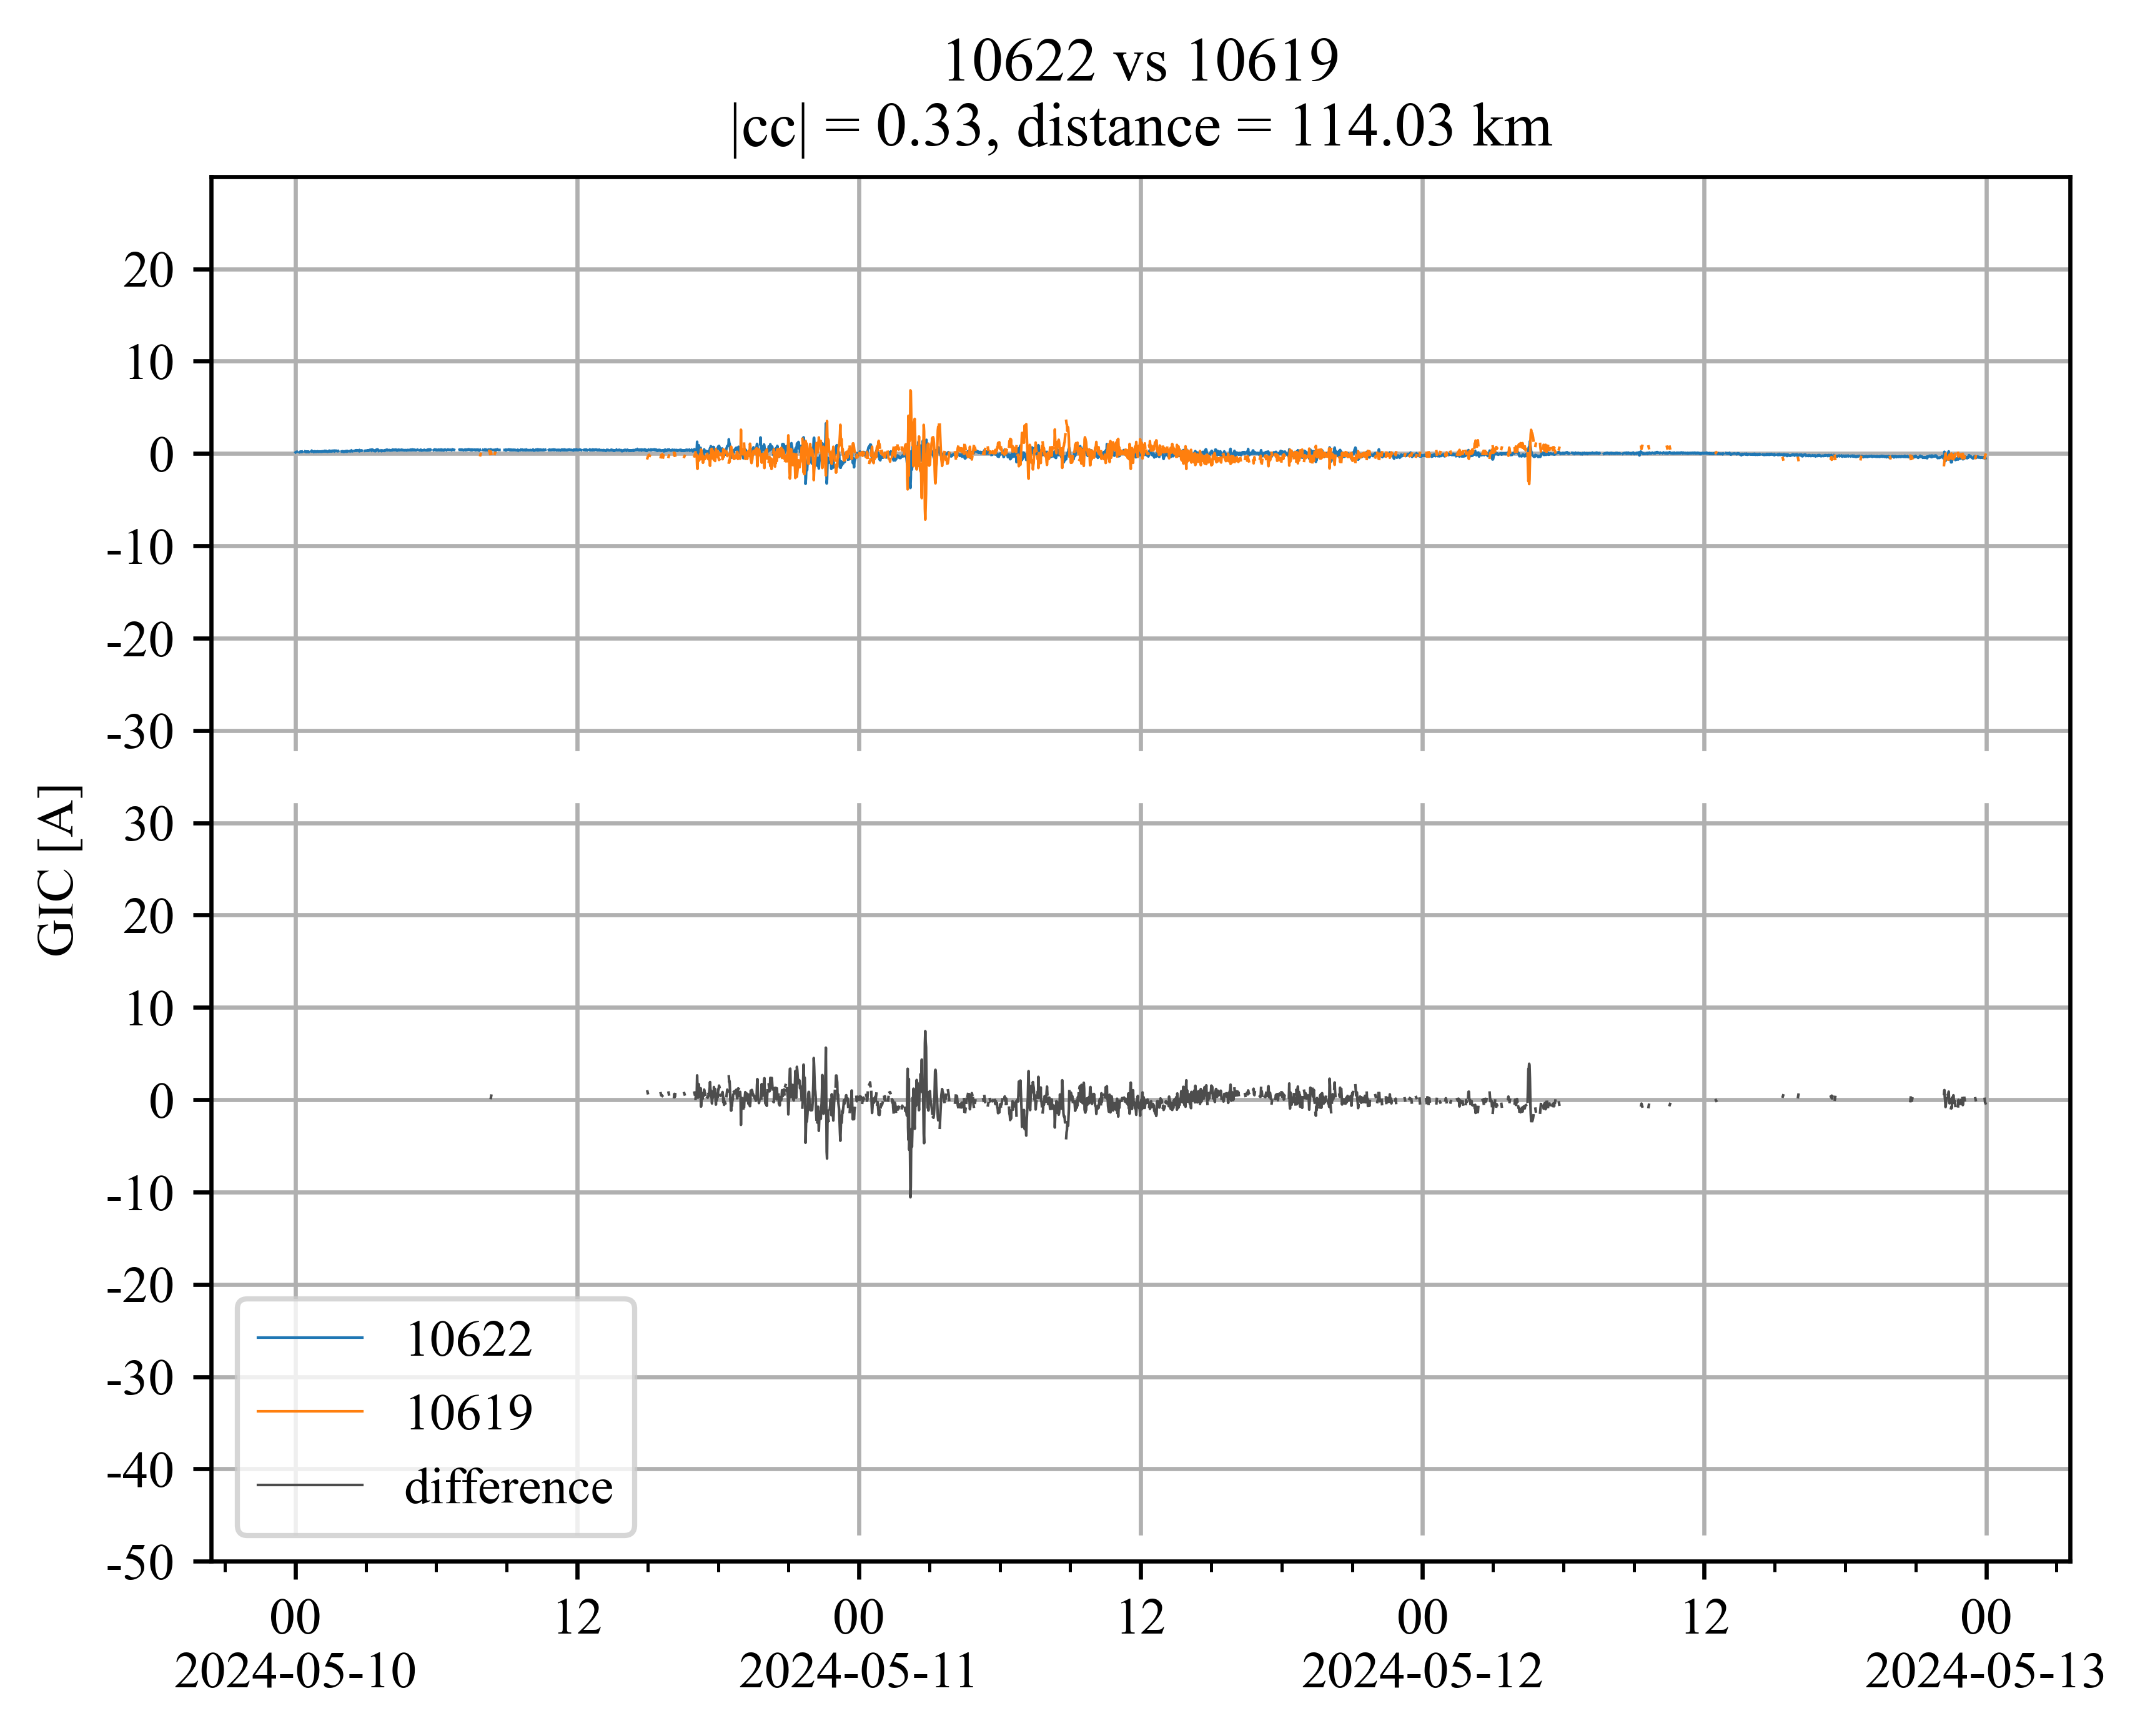 10622 vs 10619
|cc| = 0.33, distance = 114.03 km
20
10
0
-10
-20
-30
30
20
10
0
-10
-20
-30
-40
-50
GIC [A]
10622
10619
difference
00 12 00 12 00 12 00
2024-05-10 2024-05-11 2024-05-12 2024-05-13